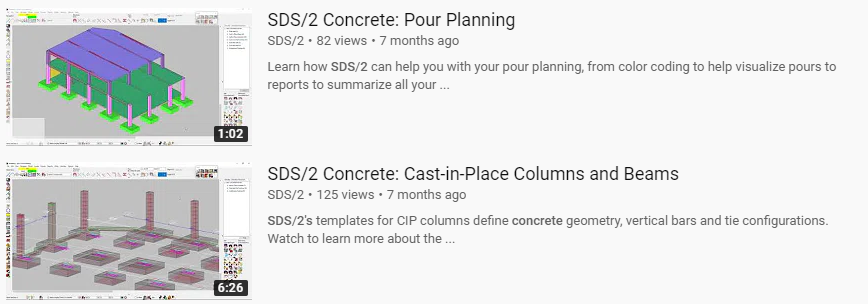 SDS/2 Concrete: Pour Planning
SDS/2 • 82 views • 7 months ago
Learn how SDS/2 can help you with your pour planning, from color coding to help visualize pours to
reports to summarize all your ...
1:02
SDS/2 Concrete: Cast-in-Place Columns and Beams
SDS/2 • 125 views • 7 months ago
SDS/2's templates for CIP columns define concrete geometry, vertical bars and tie configurations.
Watch to learn more about the ...
6:26